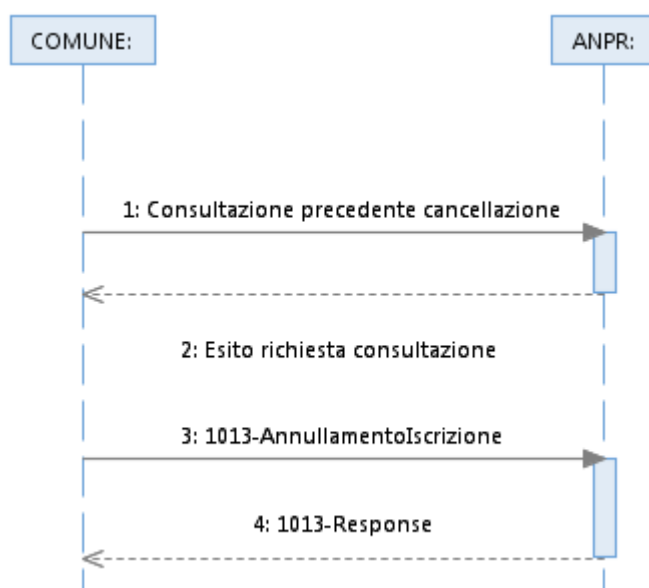 COMUNE:
ANPR:
1: Consultazione precedente cancellazione
2: Esito richiesta consultazione
3: 1013-AnnullamentoIscrizione
4: 1013-Response